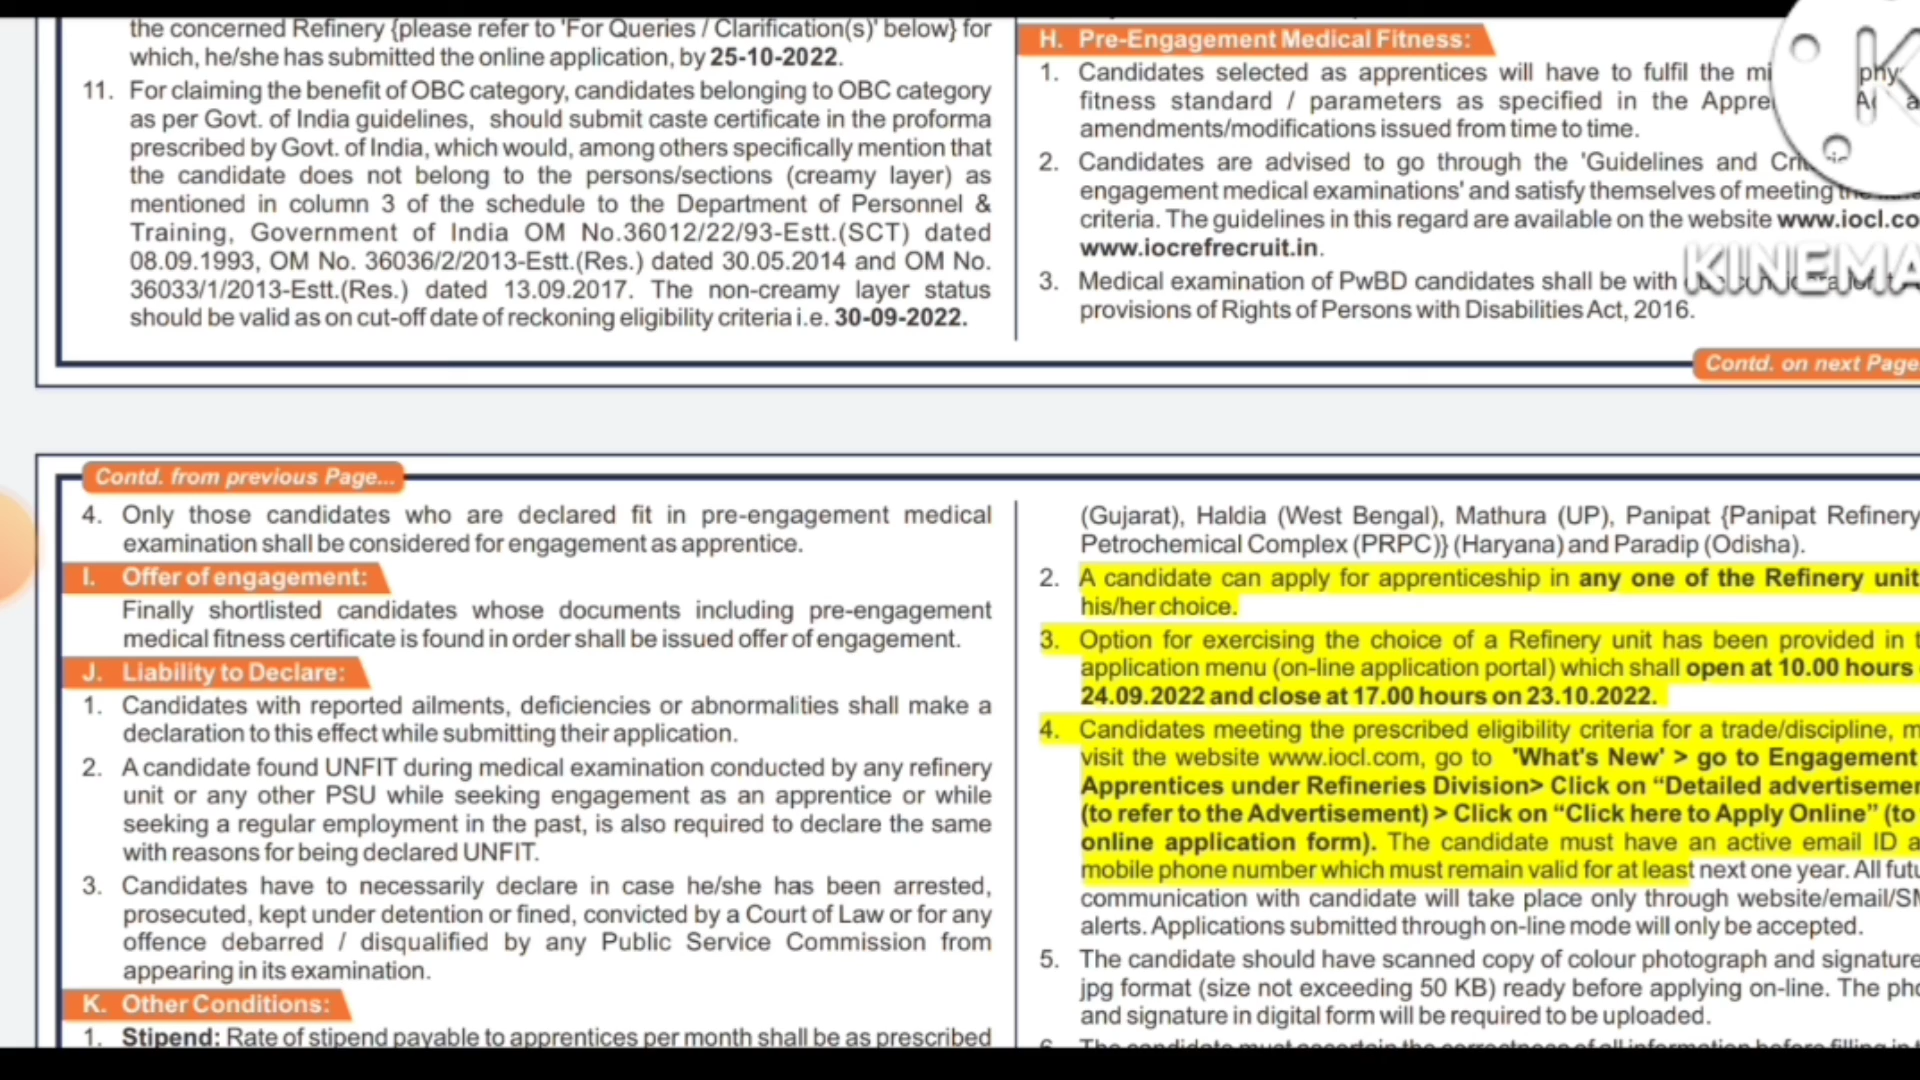 the concerned Refinery {please refer to 'For Queries / Clarification(s)' below} for
which, he/she has submitted the online application, by 25-10-2022.
11. For claiming the benefit of OBC category, candidates belonging to OBC category
as per Govt. of India guidelines, should submit caste certificate in the proforma
prescribed by Govt. of India, which would, among others specifically mention that
the candidate does not belong to the persons/sections (creamy layer) as
mentioned in column 3 of the schedule to the Department of Personnel &
Training, Government of India OM No.36012/22/93-Estt.(SCT) dated
08.09.1993, OM No. 36036/2/2013-Estt.(Res.) dated 30.05.2014 and OM No.
36033/1/2013-Estt.(Res.) dated 13.09.2017. The non-creamy layer status
should be valid as on cut-off date of reckoning eligibility criteria i.e. 30-09-2022.
H. Pre-Engagement Medical Fitness:
1. Candidates selected as apprentices will have to fulfil the
fitness standard / parameters as specified in the
amendments/modifications issued from time to time.
2. Candidates are advised to go through the 'Guidelines and
engagement medical examinations' and satisfy themselves of meeting
criteria. The guidelines in this regard are available on the website www.iocl.co
www.iocrefrecruit.in.
3. Medical examination of PwBD candidates shall be with
provisions of Rights of Persons with Disabilities Act, 2016.
K
KINEMA
Contd. on next Page
Contd. from previous Page...
4. Only those candidates who are declared fit in pre-engagement medical
examination shall be considered for engagement as apprentice.
I. Offer of engagement:
Finally shortlisted candidates whose documents including pre-engagement
medical fitness certificate is found in order shall be issued offer of engagement.
J. Liability to Declare:
1. Candidates with reported ailments, deficiencies or abnormalities shall make a
declaration to this effect while submitting their application.
2. A candidate found UNFIT during medical examination conducted by any refinery
unit or any other PSU while seeking engagement as an apprentice or while
seeking a regular employment in the past, is also required to declare the same
with reasons for being declared UNFIT.
3. Candidates have to necessarily declare in case he/she has been arrested,
prosecuted, kept under detention or fined, convicted by a Court of Law or for any
offence debarred / disqualified by any Public Service Commission from
appearing in its examination.
K. Other Conditions:
1. Stipend: Rate of stipend payable to apprentices per month shall be as prescribed
(Gujarat), Haldia (West Bengal), Mathura (UP), Panipat {Panipat Refinery
Petrochemical Complex (PRPC)} (Haryana) and Paradip (Odisha).
2. A candidate can apply for apprenticeship in any one of the Refinery unit
his/her choice.
3. Option for exercising the choice of a Refinery unit has been provided in
application menu (on-line application portal) which shall open at 10.00 hours
24.09.2022 and close at 17.00 hours on 23.10.2022.
4. Candidates meeting the prescribed eligibility criteria for a trade/discipline,
visit the website www.iocl.com, go to 'What's New' > go to Engagement
Apprentices under Refineries Division> Click on “Detailed advertisemen
(to refer to the Advertisement) > Click on “Click here to Apply Online” (to
online application form). The candidate must have an active email ID a
mobile phone number which must remain valid for at least next one year. All futu
communication with candidate will take place only through website/email/SM
alerts. Applications submitted through on-line mode will only be accepted.
5. The candidate should have scanned copy of colour photograph and signature
jpg format (size not exceeding 50 KB) ready before applying on-line. The pho
and signature in digital form will be required to be uploaded.
6. The candidate must ascertain the correctness of all information before filling in